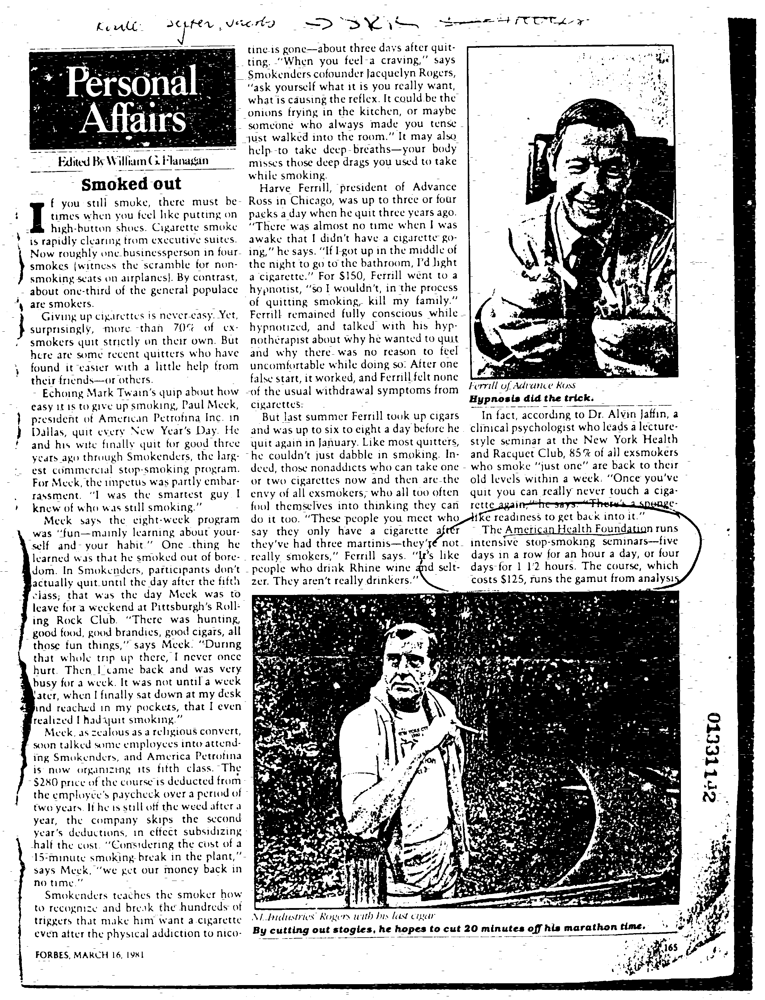 Personal
Affairs
Edited By William G. Flanagan
Smoked out
If you still smoke, there must be
times when you feel like putting on
high-button shoes. Cigarette smoke
is rapidly clearing from executive suites.
Now roughly one businessperson in four
smokes (witness the scramble for non-
smoking seats on airplanes). By contrast,
about one-third of the general populace
are smokers.
Giving up cigarettes is never easy. Yet,
surprisingly, more than 70% of ex-
smokers quit strictly on their own. But
here are some recent quitters who have
found it easier with a little help from
their friends—or others.
Echoing Mark Twain's quip about how
easy it is to give up smoking, Paul Meek,
president of American Petrofina Inc. in
Dallas, quit every New Year's Day. He
and his wife finally quit for good three
years ago through Smokenders, the larg-
est commercial stop-smoking program.
For Meek, the impetus was partly embar-
rassment. "I was the smartest guy I
knew of who was still smoking."
Meek says the eight-week program
was "fun—mainly learning about your-
self and your habit." One thing he
learned was that he smoked out of bore-
dom. In Smokenders, participants don't
actually quit until the day after the fifth
class; that was the day Meek was to
leave for a weekend at Pittsburgh's Roll-
ing Rock Club. "There was hunting,
good food, good brandies, good cigars, all
those fun things," says Meek. "During
that whole trip up there, I never once
hurt. Then I came back and was very
busy for a week. It was not until a week
later, when I finally sat down at my desk
and reached in my pockets, that I even
realized I had quit smoking."
Meek, as zealous as a religious convert,
soon talked some employees into attend-
ing Smokenders, and America Petrofina
is now organizing its fifth class. The
$280 price of the course is deducted from
the employee's paycheck over a period of
two years. If he is still off the weed after a
year, the company skips the second
year's deductions, in effect subsidizing
half the cost. "Considering the cost of a
15-minute smoking break in the plant,"
says Meek, "we get our money back in
no time."
Smokenders teaches the smoker how
to recognize and break the hundreds of
triggers that make him want a cigarette
even after the physical addiction to nico-
tine is gone—about three days after quit-
ting. "When you feel a craving," says
Smokenders cofounder Jacquelyn Rogers,
"ask yourself what it is you really want,
what is causing the reflex. It could be the
onions frying in the kitchen, or maybe
someone who always made you tense
just walked into the room." It may also
help to take deep breaths—your body
misses those deep drags you used to take
while smoking.
Harve Ferrill, president of Advance
Ross in Chicago, was up to three or four
packs a day when he quit three years ago.
"There was almost no time when I was
awake that I didn't have a cigarette go-
ing," he says. "If I got up in the middle of
the night to go to the bathroom, I'd light
a cigarette." For $150, Ferrill went to a
hypnotist, "so I wouldn't, in the process
of quitting smoking, kill my family."
Ferrill remained fully conscious while
hypnotized, and talked with his hyp-
notherapist about why he wanted to quit
and why there was no reason to feel
uncomfortable while doing so. After one
false start, it worked, and Ferrill felt none
of the usual withdrawal symptoms from
cigarettes.
But last summer Ferrill took up cigars
and was up to six or eight a day before he
quit again in January. Like most quitters,
he couldn't just dabble in smoking. In-
deed, those nonaddicts who can take one
or two cigarettes now and then are the
envy of all exsmokers, who all too often
fool themselves into thinking they can
do it too. "These people you meet who
say they only have a cigarette after
they've had three martinis—they're not
really smokers," Ferrill says. "It's like
people who drink Rhine wine and selt-
zer. They aren't really drinkers."
Ferrill of Advance Ross
Hypnosis did the trick.
In fact, according to Dr. Alvin Jaffin, a
clinical psychologist who leads a lecture-
style seminar at the New York Health
and Racquet Club, 85% of all exsmokers
who smoke "just one" are back to their
old levels within a week. "Once you've
quit you can really never touch a ciga-
rette again," he says. "There's a sponge-
like readiness to get back into it."
The American Health Foundation runs
intensive stop-smoking seminars—five
days in a row for an hour a day, or four
days for 1 1/2 hours. The course, which
costs $125, runs the gamut from analysis
NL Industries' Rogers with his last cigar
By cutting out stogies, he hopes to cut 20 minutes off his marathon time.
FORBES, MARCH 16, 1981
165